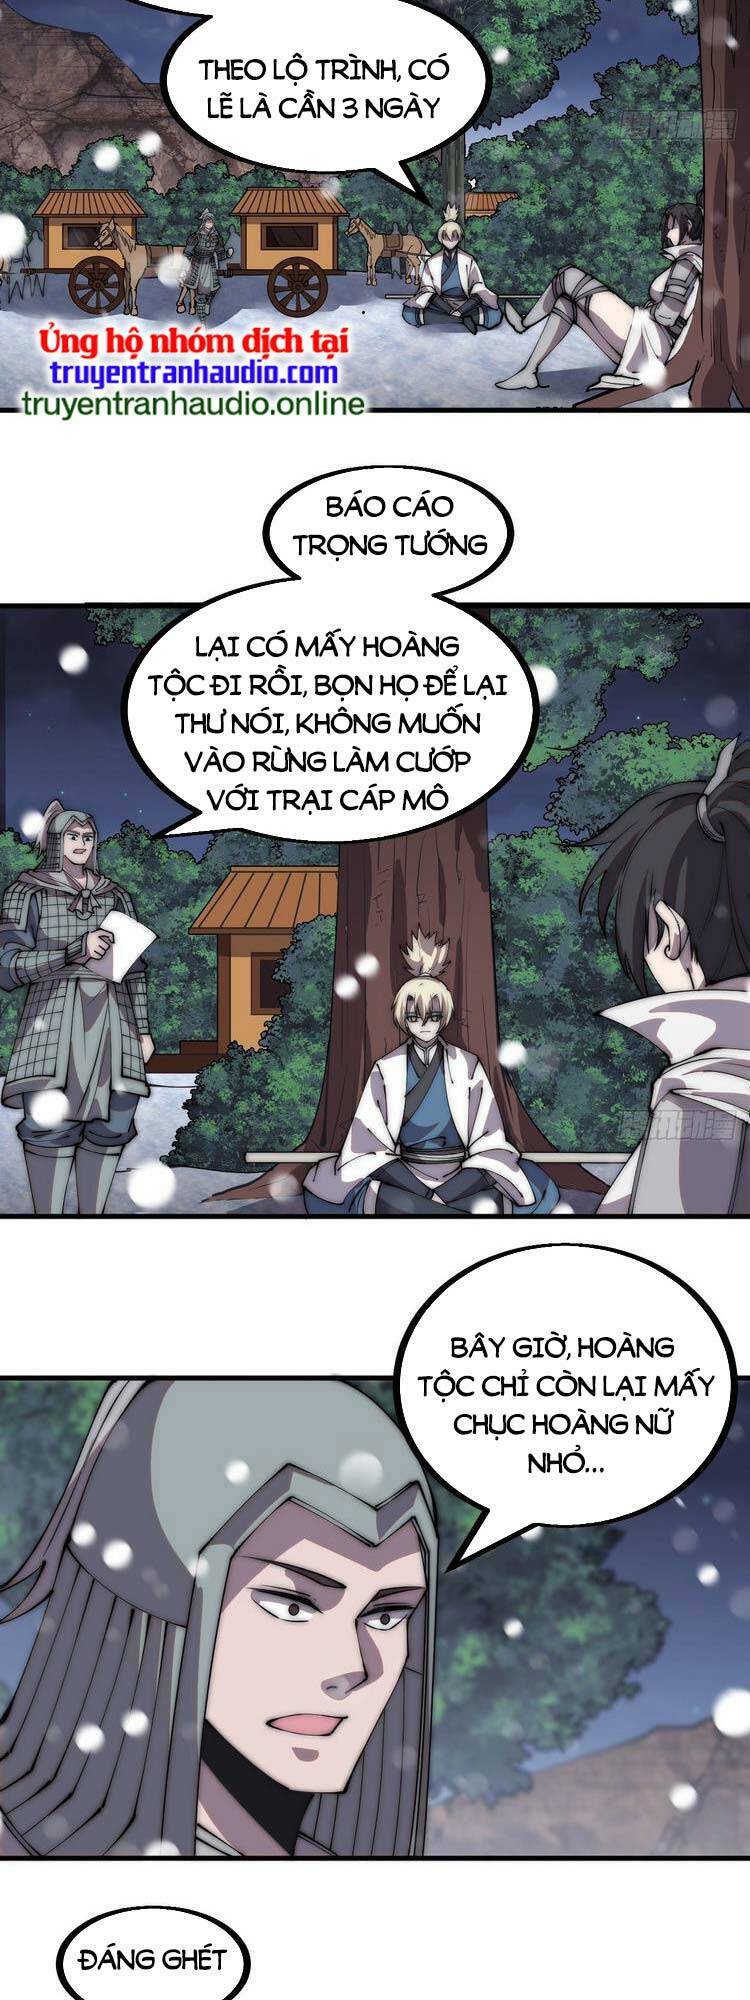 THEO LỘ TRÌNH, CÓ
LẼ LÀ CẦN 3 NGÀY
Ủng hộ nhóm dịch tại
truyentranhaudio.com
truyentranhaudio.online
BÁO CÁO
TRỌNG TƯỚNG
LẠI CÓ MẤY HOÀNG
TỘC ĐI RỒI, BỌN HỌ ĐỂ LẠI
THƯ NÓI, KHÔNG MUỐN
VÀO RỪNG LÀM CƯỚP
VỚI TRẠI CÁP MÔ
BÂY GIỜ, HOÀNG
TỘC CHỈ CÒN LẠI MẤY
CHỤC HOÀNG NỮ
NHỎ...
ĐÁNG GHÉT